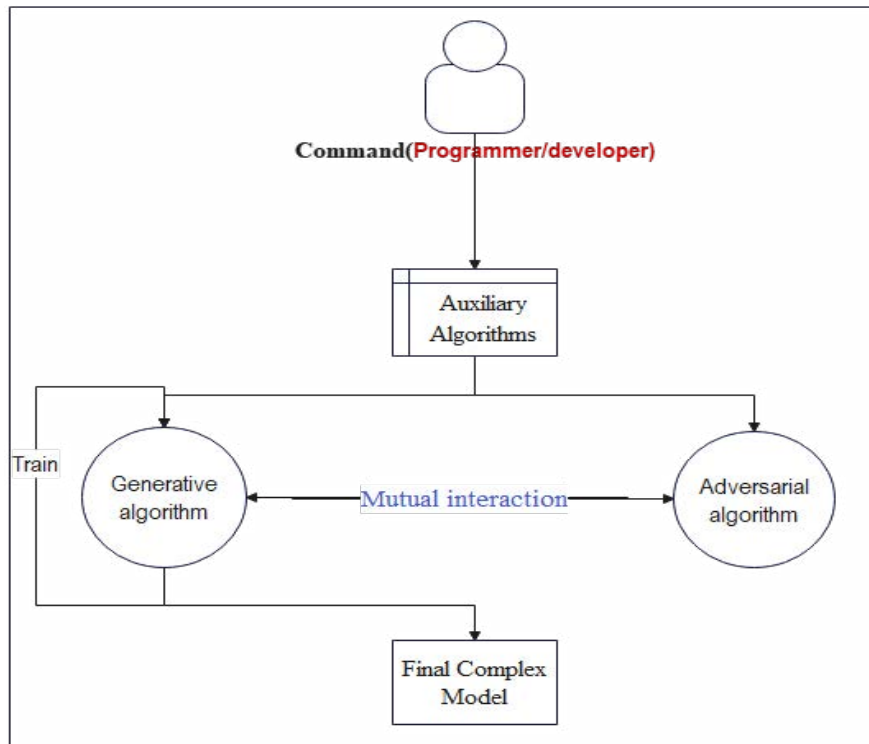 Command(Programmer/developer)
Auxiliary
Algorithms
Train
Generative
algorithm
Mutual interaction
Adversarial
algorithm
Final Complex
Model